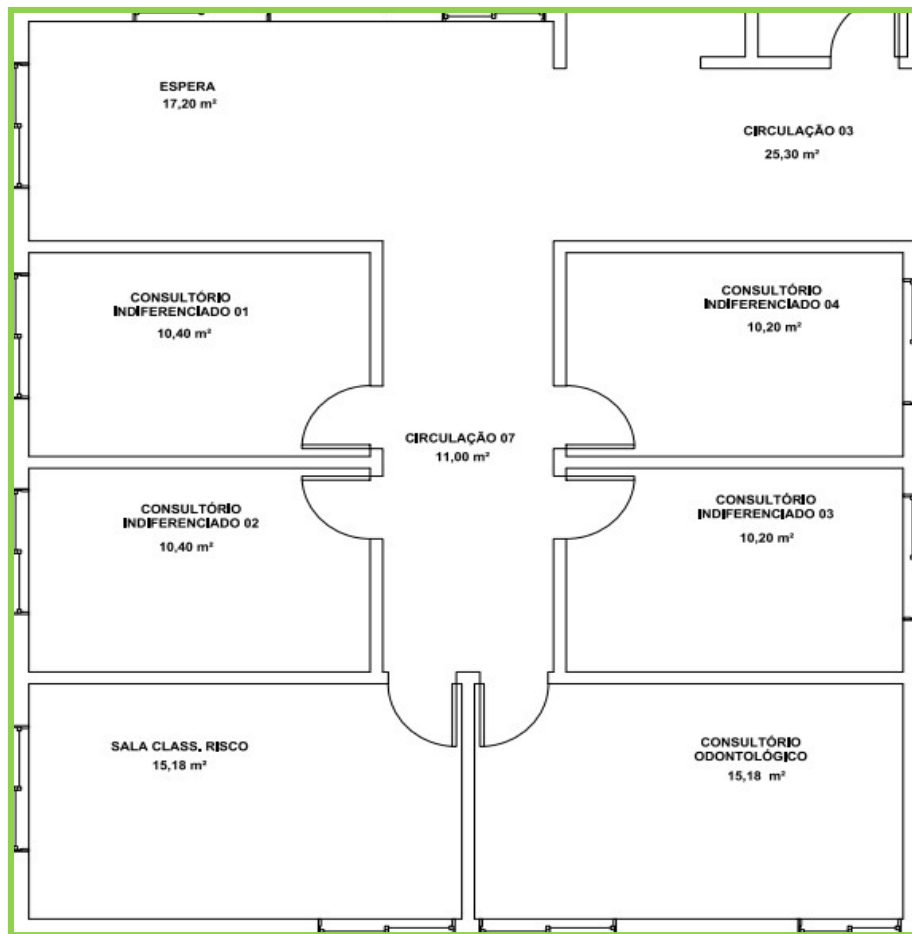 ESPERA
17,20 m²
CIRCULAÇÃO 03
25,30 m²
CONSULTÓRIO
INDIFERENCIADO 01
10,40 m²
CONSULTÓRIO
INDIFERENCIADO 04
10,20 m²
CIRCULAÇÃO 07
11,00 m²
CONSULTÓRIO
INDIFERENCIADO 02
10,40 m²
CONSULTÓRIO
INDIFERENCIADO 03
10,20 m²
SALA CLASS. RISCO
15,18 m²
CONSULTÓRIO
ODONTOLÓGICO
15,18 m²